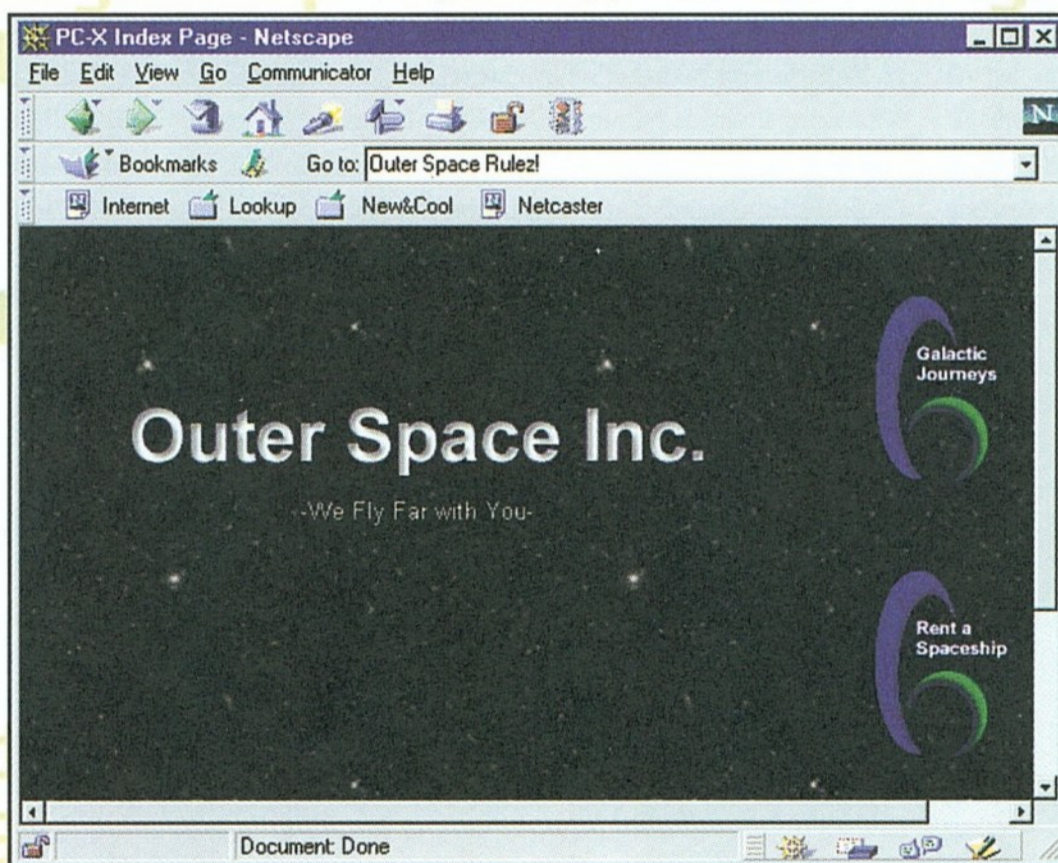 PC-X Index Page - Netscape
File Edit View Go Communicator Help
N
Bookmarks Go to: Outer Space Rulez!
Internet Lookup New&Cool Netcaster
Galactic
Journeys
Outer Space Inc.
--We Fly Far with You-
Rent a
Spaceship
Document: Done